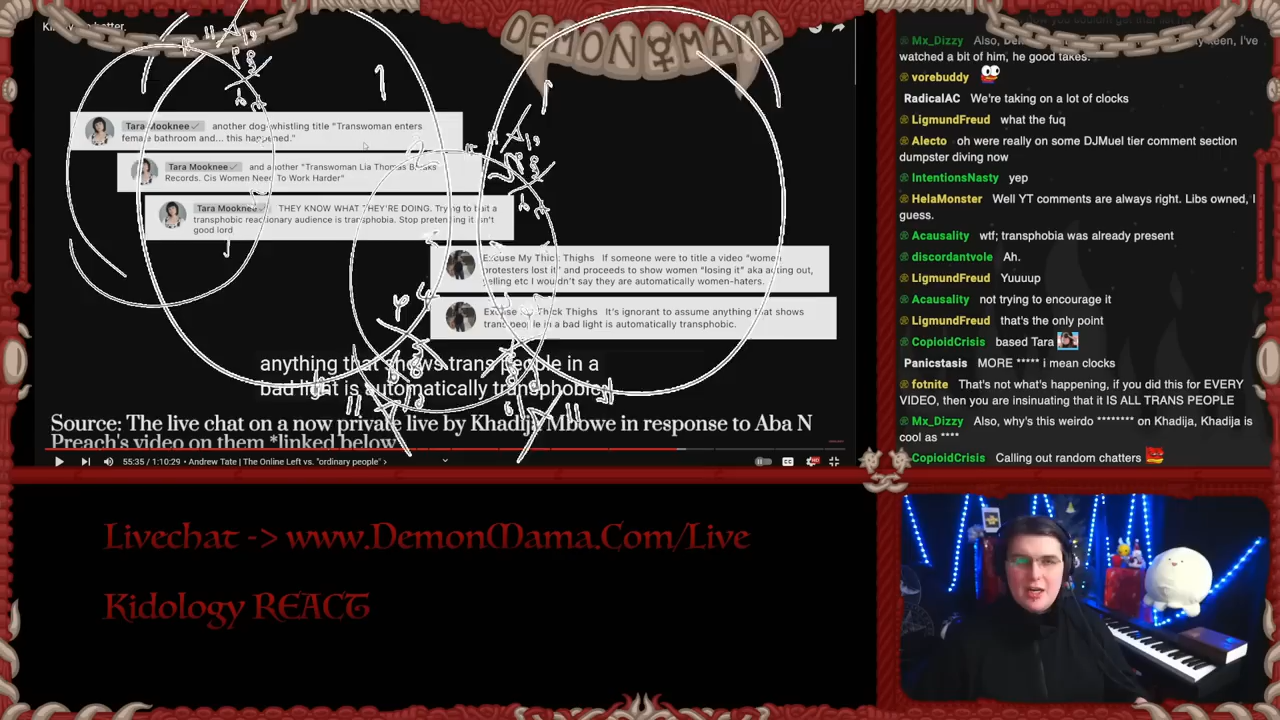 DEMON MAMA
Tara Mooknee another dog-whistling title "Transwoman enters
female bathroom and... this happened."
Tara Mooknee and another "Transwoman Lia Thomas Breaks
Records. Cis Women Need To Work Harder"
Tara Mooknee THEY KNOW WHAT THEY'RE DOING. Trying to bait a
transphobic reactionary audience is transphobia. Stop pretending it isn't
good lord
Excuse My Thick Thighs If someone were to title a video "women
protesters lost it" and proceeds to show women "losing it" aka acting out,
yelling etc I wouldn't say they are automatically women-haters.
Excuse My Thick Thighs It's ignorant to assume anything that shows
trans people in a bad light is automatically transphobic.
anything that shows trans people in a
bad light is automatically transphobic.
Source: The live chat on a now private live by Khadija Mbowe in response to Aba N
Preach's video on them *linked below
55:35 / 1:10:29 • Andrew Tate | The Online Left vs. "ordinary people" ›
Mx_Dizzy Also,
keen, I've
watched a bit of him, he good takes.
vorebuddy
RadicalAC We're taking on a lot of clocks
LigmundFreud what the fuq
Alecto oh were really on some DJMuel tier comment section
dumpster diving now
IntentionsNasty yep
HelaMonster Well YT comments are always right. Libs owned, I
guess.
Acausality wtf; transphobia was already present
discordantvole Ah.
LigmundFreud Yuuuup
Acausality not trying to encourage it
LigmundFreud that's the only point
CopioidCrisis based Tara
Panicstasis MORE ***** i mean clocks
fotnite That's not what's happening, if you did this for EVERY
VIDEO, then you are insinuating that it IS ALL TRANS PEOPLE
Mx_Dizzy Also, why's this weirdo ******** on Khadija, Khadija is
cool as ****
CopioidCrisis Calling out random chatters
Livechat -> www.DemonMama.Com/Live
Kidology REACT